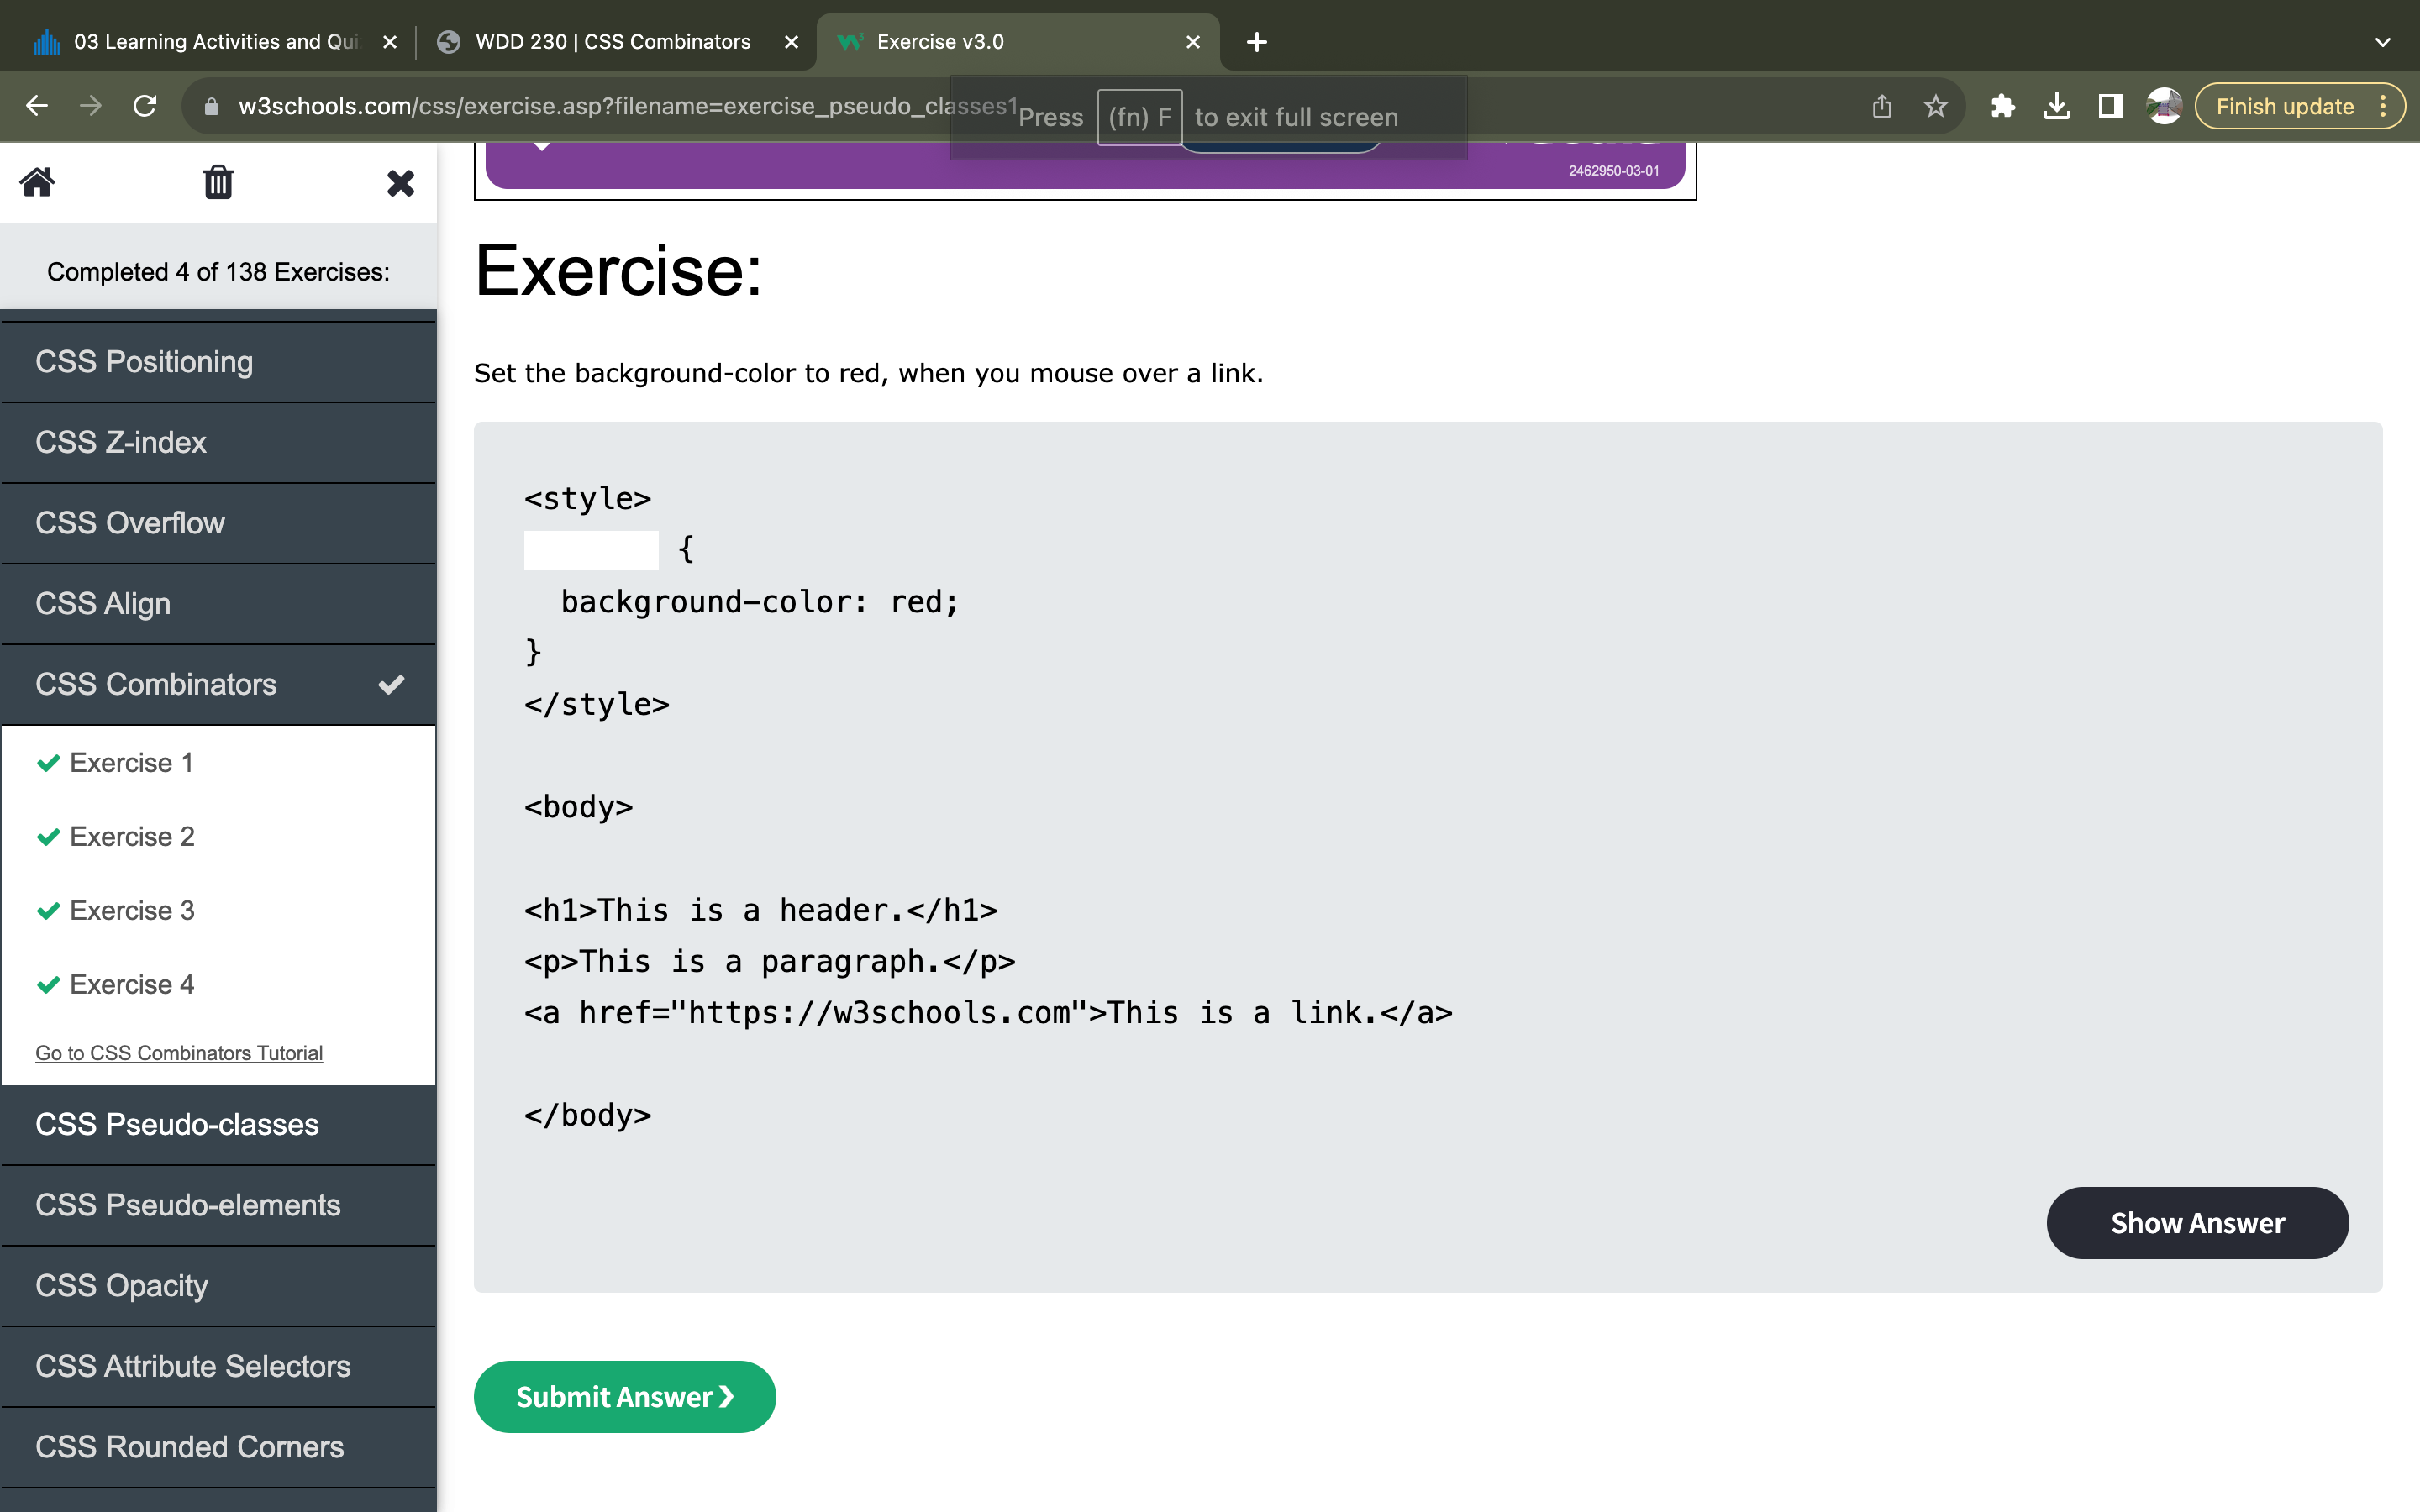 03 Learning Activities and Qui
WDD 230 | CSS Combinators
Exercise v3.0
w3schools.com/css/exercise.asp?filename=exercise_pseudo_classes1
Press (fn) F to exit full screen
Finish update
2462950-03-01
Completed 4 of 138 Exercises:
CSS Positioning
CSS Z-index
CSS Overflow
CSS Align
CSS Combinators
Exercise 1
Exercise 2
Exercise 3
Exercise 4
Go to CSS Combinators Tutorial
CSS Pseudo-classes
CSS Pseudo-elements
CSS Opacity
CSS Attribute Selectors
CSS Rounded Corners
Exercise:
Set the background-color to red, when you mouse over a link.
<style>
{
background-color: red;
}
</style>
<body>
<h1>This is a header.</h1>
<p>This is a paragraph.</p>
<a href="https://w3schools.com">This is a link.</a>
</body>
Show Answer
Submit Answer ❯